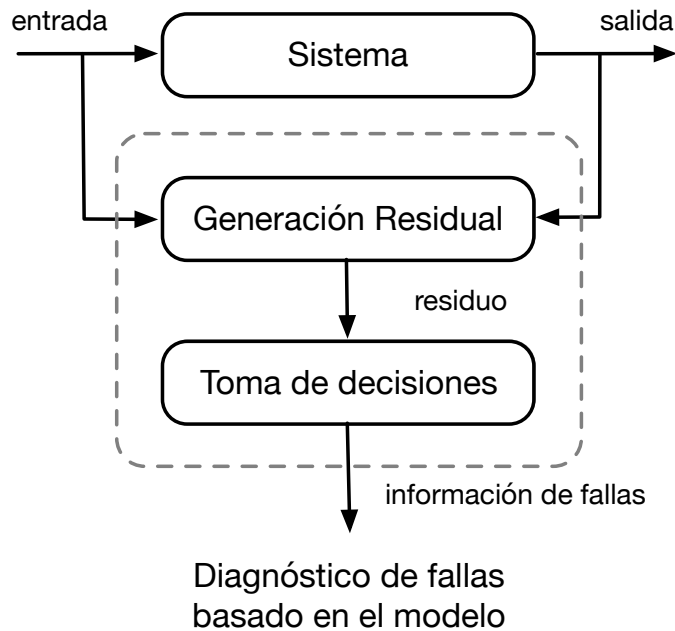 entrada
salida
Sistema
Generación Residual
residuo
Toma de decisiones
información de fallas
Diagnóstico de fallas
basado en el modelo